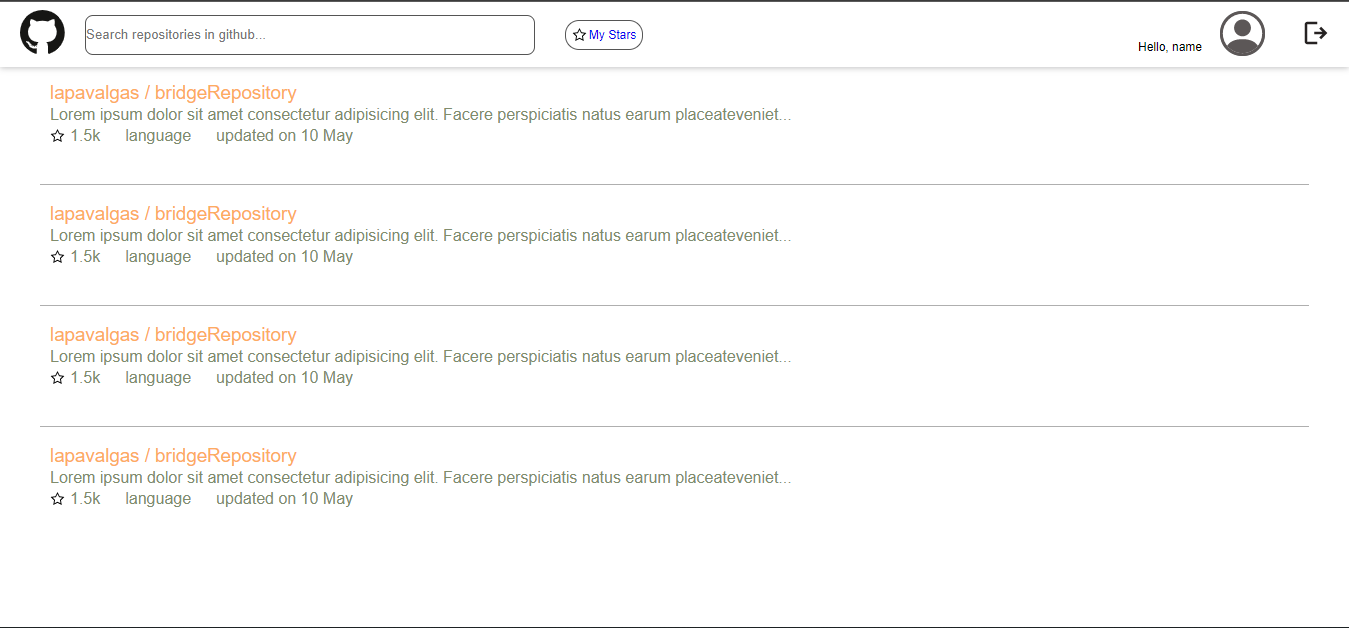 Search repositories in github...
My Stars
Hello, name
lapavalgas / bridgeRepository
Lorem ipsum dolor sit amet consectetur adipisicing elit. Facere perspiciatis natus earum placeateveniet...
1.5k language updated on 10 May
lapavalgas / bridgeRepository
Lorem ipsum dolor sit amet consectetur adipisicing elit. Facere perspiciatis natus earum placeateveniet...
1.5k language updated on 10 May
lapavalgas / bridgeRepository
Lorem ipsum dolor sit amet consectetur adipisicing elit. Facere perspiciatis natus earum placeateveniet...
1.5k language updated on 10 May
lapavalgas / bridgeRepository
Lorem ipsum dolor sit amet consectetur adipisicing elit. Facere perspiciatis natus earum placeateveniet...
1.5k language updated on 10 May